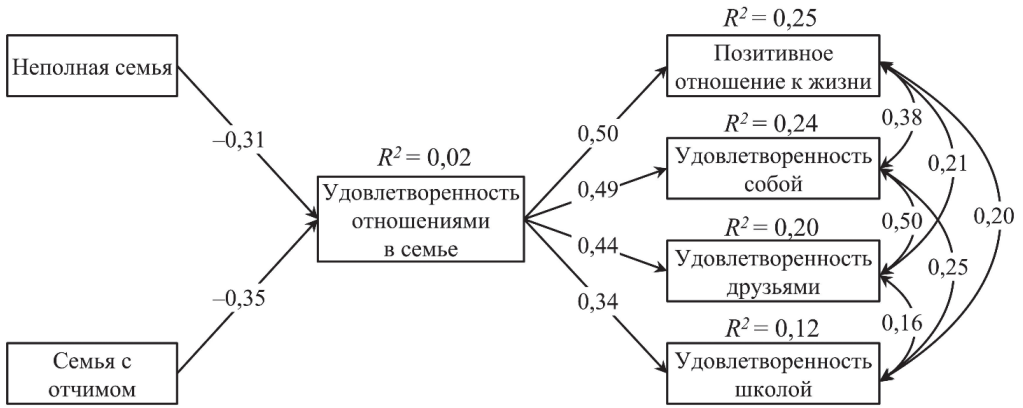 Неполная семья
Семья с
отчимом
–0,31
–0,35
R² = 0,02
Удовлетворенность
отношениями
в семье
0,50
0,49
0,44
0,34
R² = 0,25
Позитивное
отношение к жизни
R² = 0,24
Удовлетворенность
собой
R² = 0,20
Удовлетворенность
друзьями
R² = 0,12
Удовлетворенность
школой
0,38
0,21
0,50
0,20
0,25
0,16